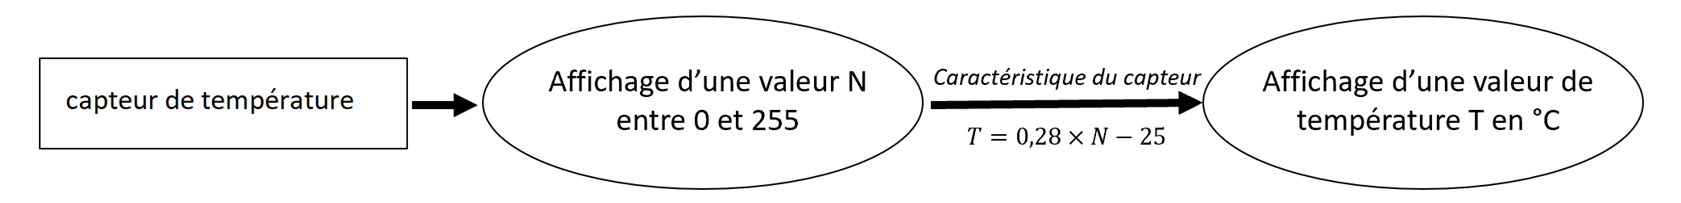 capteur de température
Affichage d’une valeur N
entre 0 et 255
Caractéristique du capteur
T = 0,28 × N − 25
Affichage d’une valeur de
température T en °C